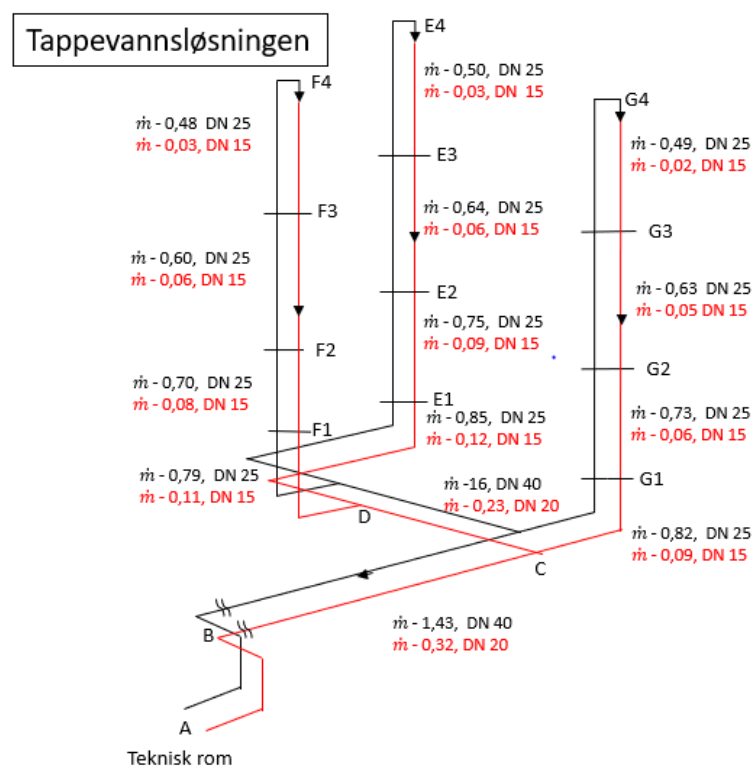 Tappevannsløsningen
E4
ṁ - 0,50, DN 25
ṁ - 0,03, DN 15
F4
G4
ṁ - 0,48 DN 25
ṁ - 0,03, DN 15
ṁ - 0,49, DN 25
ṁ - 0,02, DN 15
E3
F3
ṁ - 0,64, DN 25
ṁ - 0,06, DN 15
G3
ṁ - 0,60, DN 25
ṁ - 0,06, DN 15
E2
ṁ - 0,63 DN 25
ṁ - 0,05 DN 15
ṁ - 0,75, DN 25
ṁ - 0,09, DN 15
F2
G2
ṁ - 0,70, DN 25
ṁ - 0,08, DN 15
E1
ṁ - 0,73, DN 25
ṁ - 0,06, DN 15
ṁ - 0,85, DN 25
ṁ - 0,12, DN 15
F1
ṁ - 0,79, DN 25
ṁ - 0,11, DN 15
ṁ -16, DN 40
ṁ - 0,23, DN 20
G1
D
ṁ - 0,82, DN 25
ṁ - 0,09, DN 15
C
ṁ - 1,43, DN 40
ṁ - 0,32, DN 20
B
A
Teknisk rom